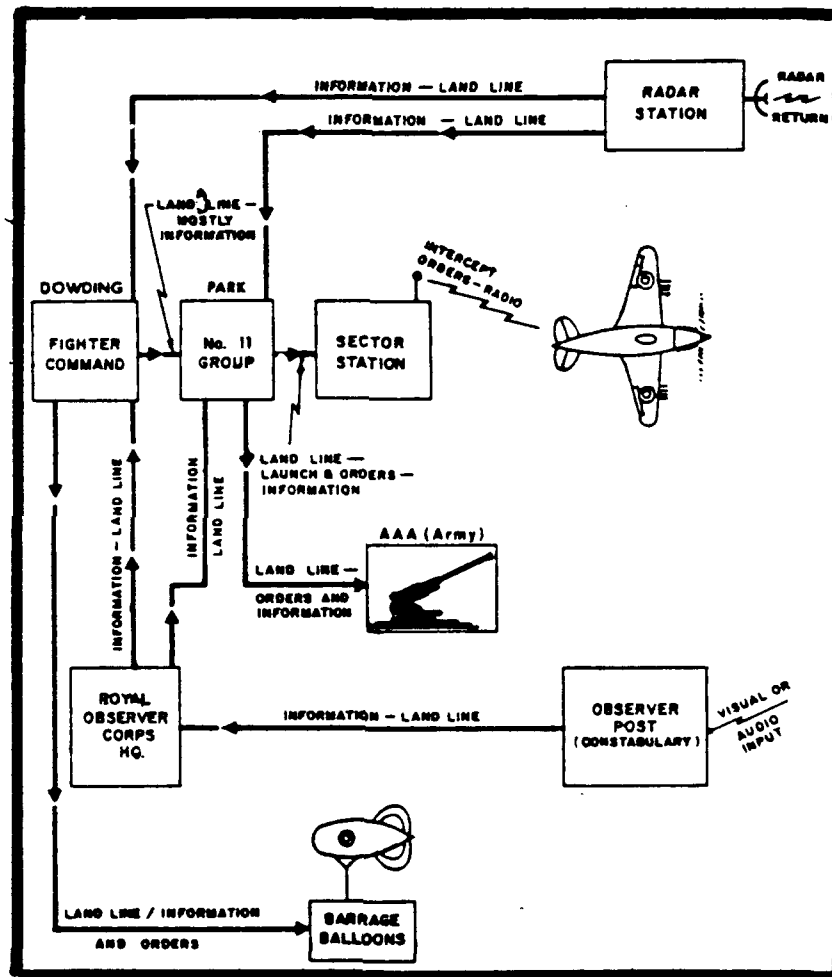 INFORMATION — LAND LINE
RADAR
STATION
RADAR
RETURN
INFORMATION — LAND LINE
LAND LINE —
MOSTLY
INFORMATION
INTERCEPT
ORDERS-RADIO
DOWDING
PARK
FIGHTER
COMMAND
No. 11
GROUP
SECTOR
STATION
INFORMATION — LAND LINE
INFORMATION
LAND LINE
LAND LINE —
LAUNCH & ORDERS —
INFORMATION
AAA (Army)
LAND LINE —
ORDERS AND
INFORMATION
ROYAL
OBSERVER
CORPS
HQ.
INFORMATION — LAND LINE
OBSERVER
POST
(CONSTABULARY)
VISUAL OR
AUDIO
INPUT
LAND LINE / INFORMATION
AND ORDERS
BARRAGE
BALLOONS